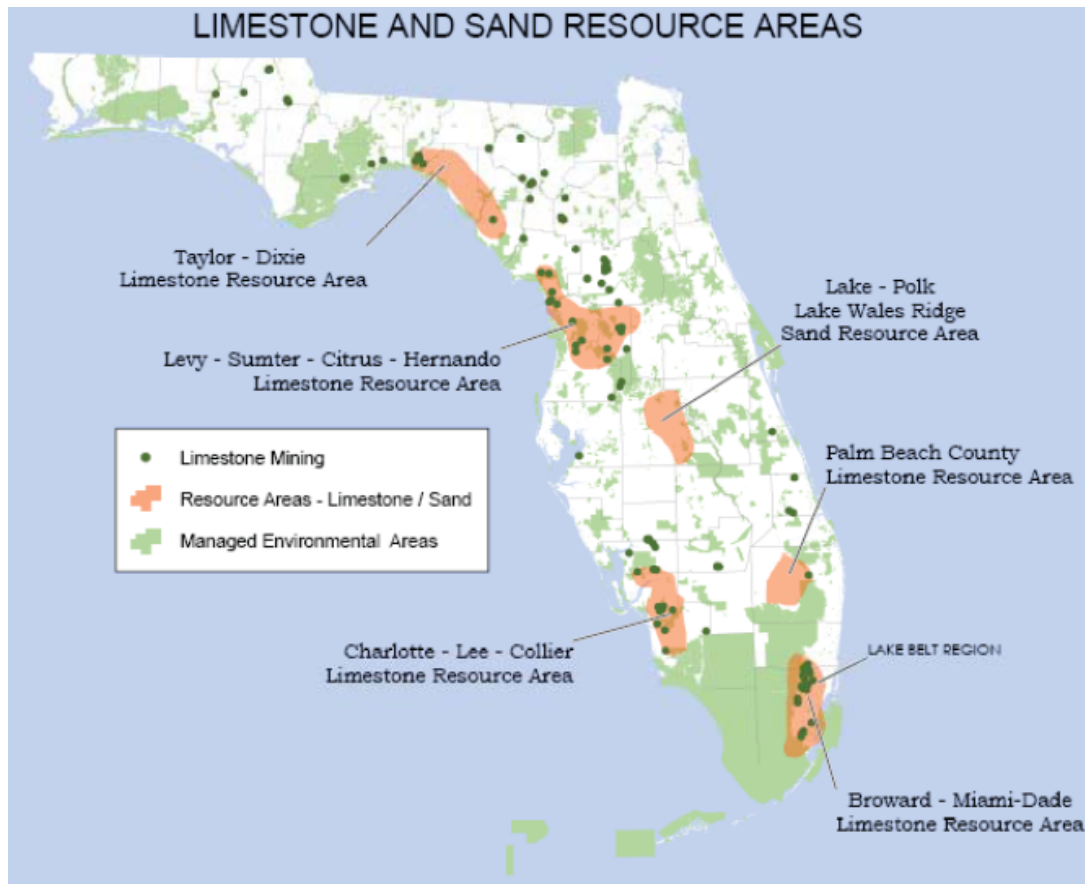 LIMESTONE AND SAND RESOURCE AREAS
Taylor - Dixie
Limestone Resource Area
Lake - Polk
Lake Wales Ridge
Sand Resource Area
Levy - Sumter - Citrus - Hernando
Limestone Resource Area
Limestone Mining
Resource Areas - Limestone / Sand
Managed Environmental Areas
Palm Beach County
Limestone Resource Area
Charlotte - Lee - Collier
Limestone Resource Area
LAKE BELT REGION
Broward - Miami-Dade
Limestone Resource Area